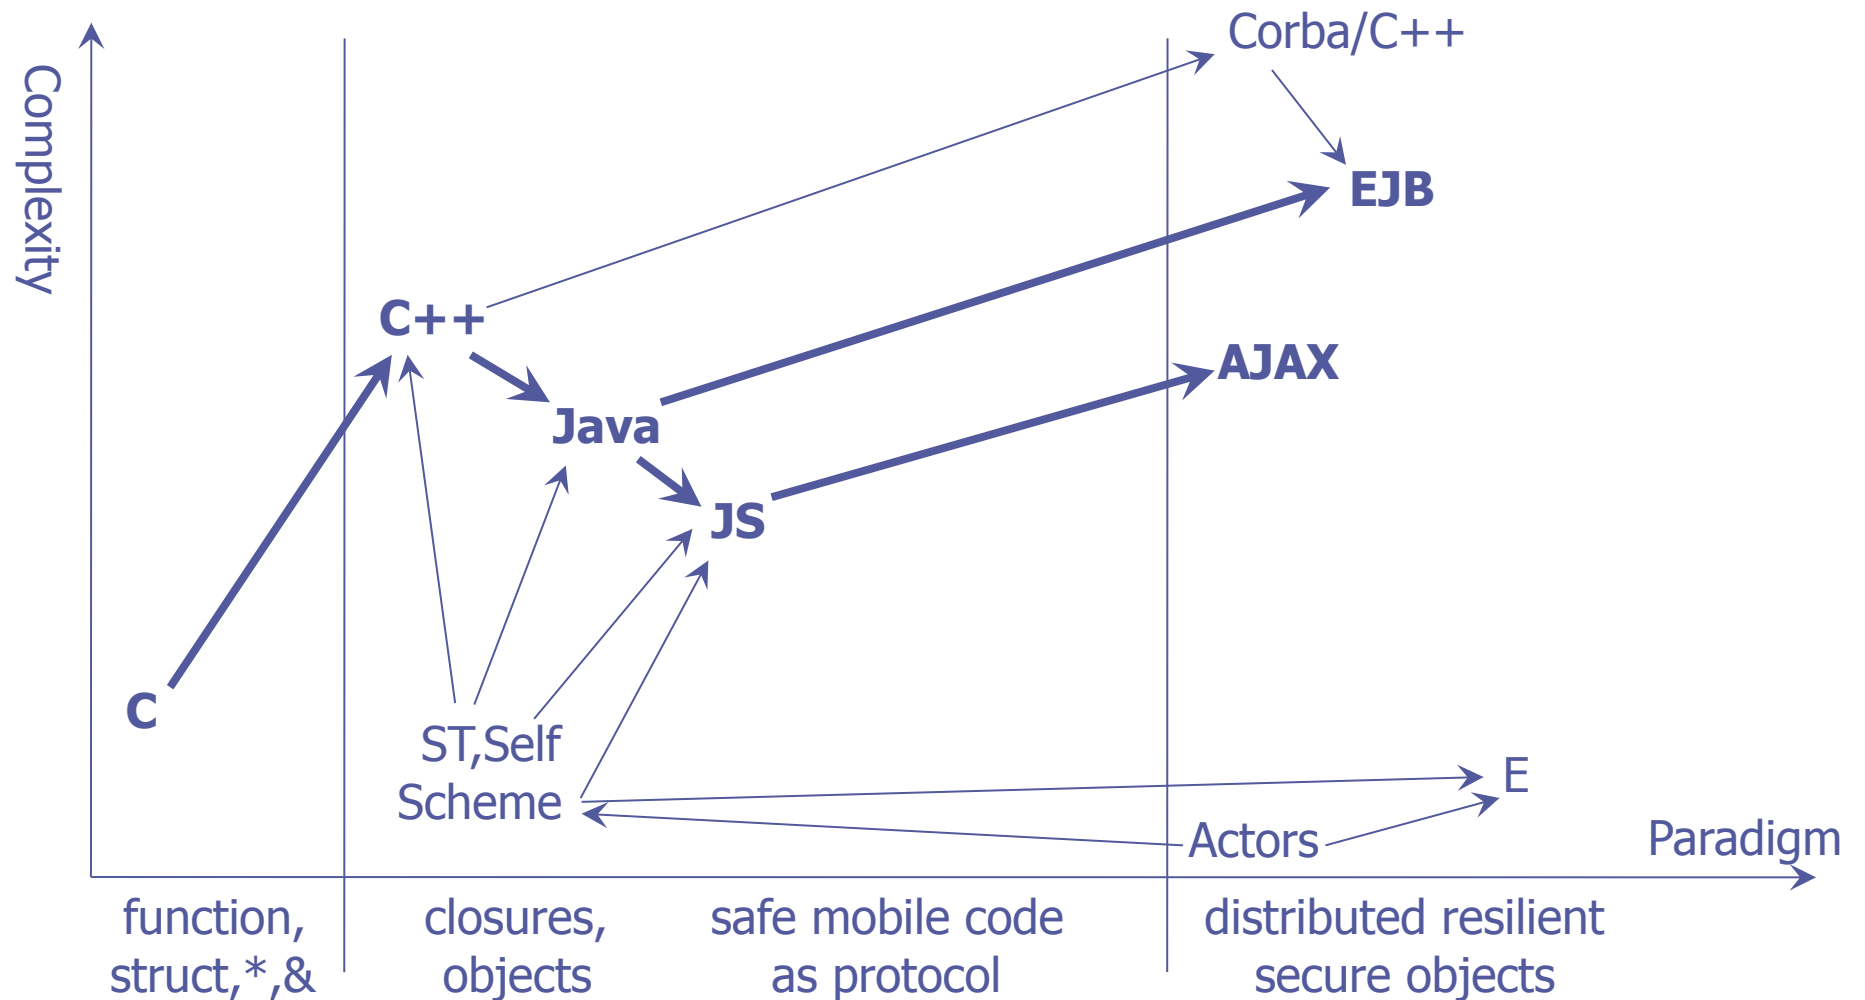 Corba/C++
Complexity
EJB
C++
AJAX
Java
JS
C
ST,Self
Scheme
E
Actors
Paradigm
function,
struct,*,&
closures,
objects
safe mobile code
as protocol
distributed resilient
secure objects